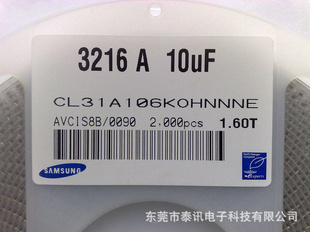 3216 A 10uF
CL31A106KOHNNNE
AVCIS8B/0090 2.000pcs 1.60T
SAMSUNG
东莞市泰讯电子科技有限公司